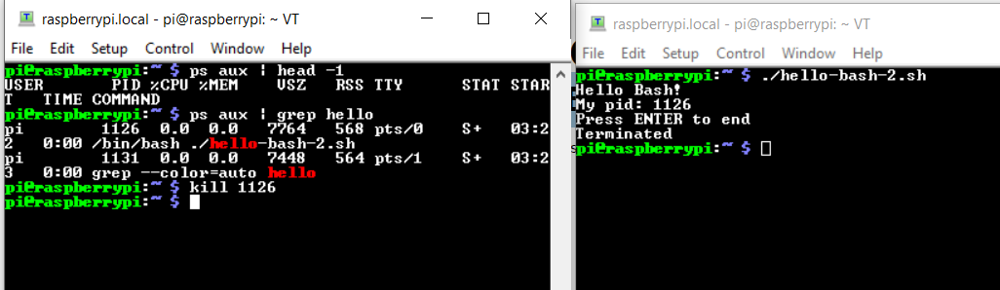 raspberrypi.local - pi@raspberrypi: ~ VT
File Edit Setup Control Window Help
pi@raspberrypi:~ $ ps aux | head -1
USER       PID %CPU %MEM    VSZ   RSS TTY      STAT STAR
T   TIME COMMAND
pi@raspberrypi:~ $ ps aux | grep hello
pi        1126  0.0  0.0   7764   568 pts/0    S+   03:2
2   0:00 /bin/bash ./hello-bash-2.sh
pi        1131  0.0  0.0   7448   564 pts/1    S+   03:2
3   0:00 grep --color=auto hello
pi@raspberrypi:~ $ kill 1126
pi@raspberrypi:~ $
raspberrypi.local - pi@raspberrypi: ~ VT
File Edit Setup Control Window Help
pi@raspberrypi:~ $ ./hello-bash-2.sh
Hello Bash!
My pid: 1126
Press ENTER to end
Terminated
pi@raspberrypi:~ $